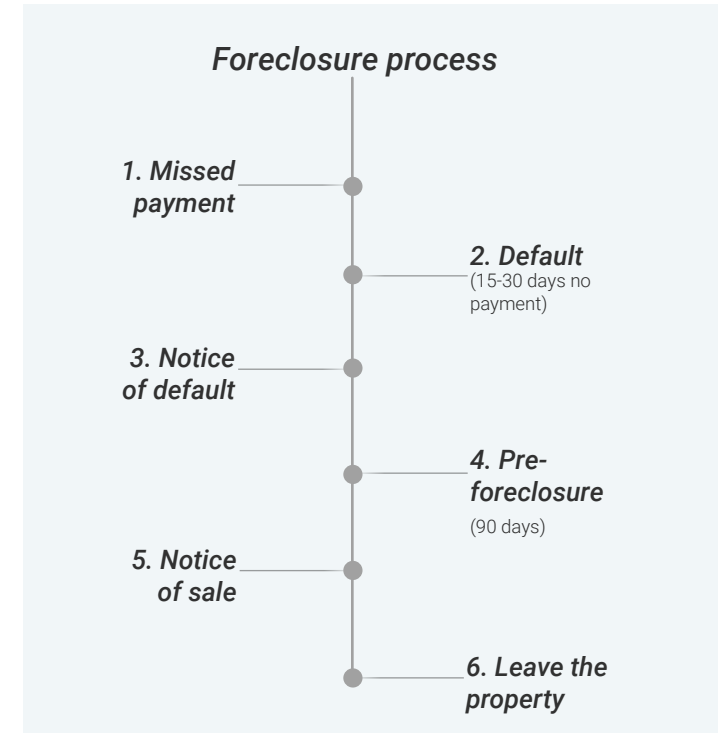 Foreclosure process
1. Missed
payment
2. Default
(15-30 days no
payment)
3. Notice
of default
4. Pre-
foreclosure
(90 days)
5. Notice
of sale
6. Leave the
property